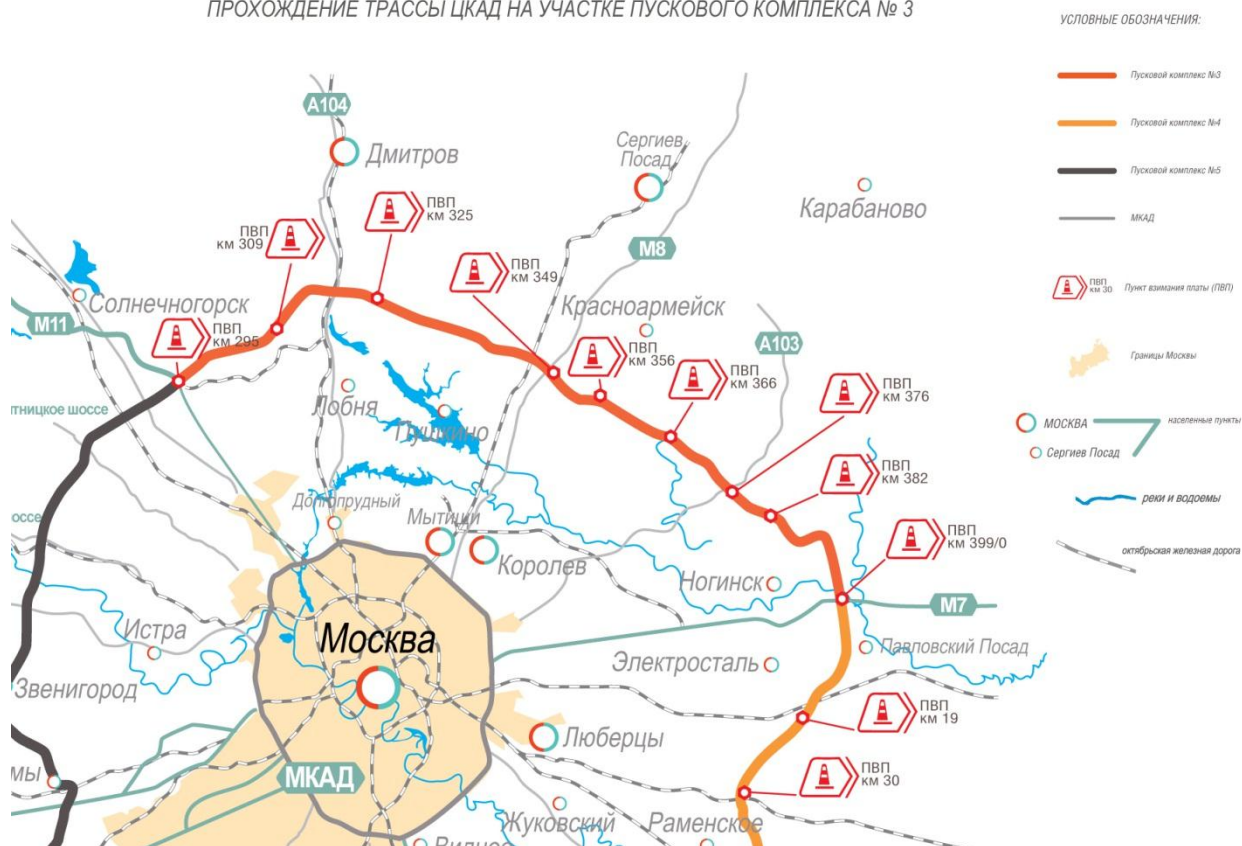 ПРОХОЖДЕНИЕ ТРАССЫ ЦКАД НА УЧАСТКЕ ПУСКОВОГО КОМПЛЕКСА № 3
УСЛОВНЫЕ ОБОЗНАЧЕНИЯ:
Пусковой комплекс №3
Пусковой комплекс №4
Пусковой комплекс №5
МКАД
ПВП
км 30
Пункт взимания платы (ПВП)
Границы Москвы
МОСКВА
населенные пункты
Сергиев Посад
реки и водоемы
октябрьская железная дорога
А104
Дмитров
Сергиев
Посад
Карабаново
ПВП
км 325
ПВП
км 309
М8
ПВП
км 349
Солнечногорск
Красноармейск
М11
ПВП
км 295
А103
ПВП
км 356
ПВП
км 366
ПВП
км 376
тницкое шоссе
Лобня
Пушкино
ПВП
км 382
Долгопрудный
Мытищи
оссе
ПВП
км 399/0
Королев
Ногинск
М7
Истра
Москва
Павловский Посад
Электросталь
Звенигород
ПВП
км 19
Люберцы
мы
МКАД
ПВП
км 30
Жуковский
Раменское